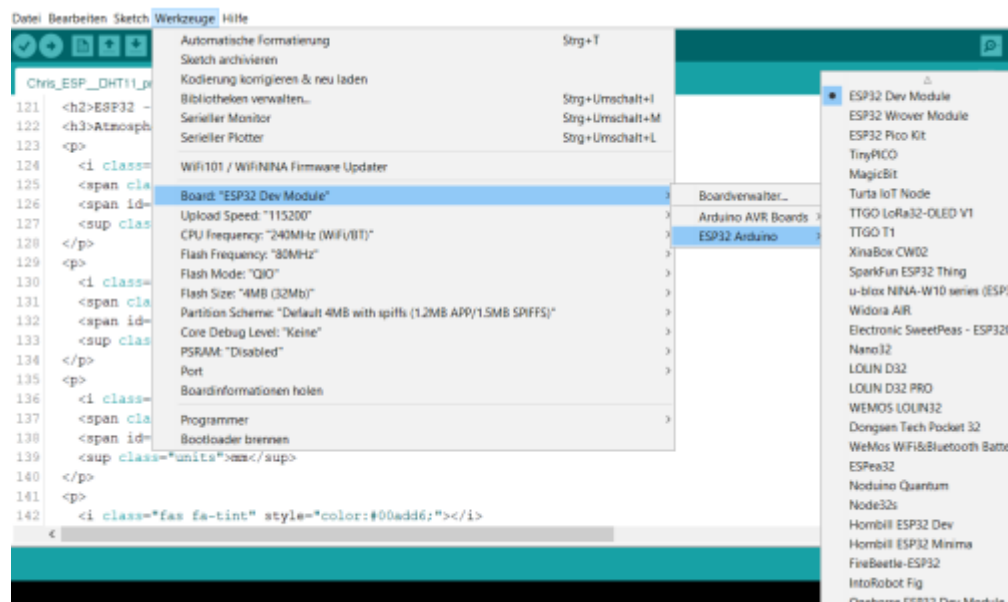 Datei Bearbeiten Sketch Werkzeuge Hilfe
Automatische Formatierung Strg+T
Sketch archivieren
Kodierung korrigieren & neu laden
Bibliotheken verwalten... Strg+Umschalt+I
Serieller Monitor Strg+Umschalt+M
Serieller Plotter Strg+Umschalt+L
WiFi101 / WiFiNINA Firmware Updater
Board: "ESP32 Dev Module"
Upload Speed: "115200"
CPU Frequency: "240MHz (WiFi/BT)"
Flash Frequency: "80MHz"
Flash Mode: "QIO"
Flash Size: "4MB (32Mb)"
Partition Scheme: "Default 4MB with spiffs (1.2MB APP/1.5MB SPIFFS)"
Core Debug Level: "Keine"
PSRAM: "Disabled"
Port
Boardinformationen holen
Programmer
Bootloader brennen
Boardverwalter...
Arduino AVR Boards
ESP32 Arduino
ESP32 Dev Module
ESP32 Wrover Module
ESP32 Pico Kit
TinyPICO
MagicBit
Turta IoT Node
TTGO LoRa32-OLED V1
TTGO T1
XinaBox CW02
SparkFun ESP32 Thing
u-blox NINA-W10 series (ESP3
Widora AIR
Electronic SweetPeas - ESP320
Nano32
LOLIN D32
LOLIN D32 PRO
WEMOS LOLIN32
Dongsen Tech Pocket 32
WeMos WiFi&Bluetooth Batte
ESPea32
Noduino Quantum
Node32s
Hornbill ESP32 Dev
Hornbill ESP32 Minima
FireBeetle-ESP32
IntoRobot Fig
Chris_ESP__DHT11_p
121 <h2>ESP32 -
122 <h3>Atmosph
123 <p>
124 <i class=
125 <span cla
126 <span id=
127 <sup clas
128 </p>
129 <p>
130 <i class=
131 <span cla
132 <span id=
133 <sup clas
134 </p>
135 <p>
136 <i class=
137 <span cla
138 <span id=
139 <sup class="units">mm</sup>
140 </p>
141 <p>
142 <i class="fas fa-tint" style="color:#00add6;"></i>